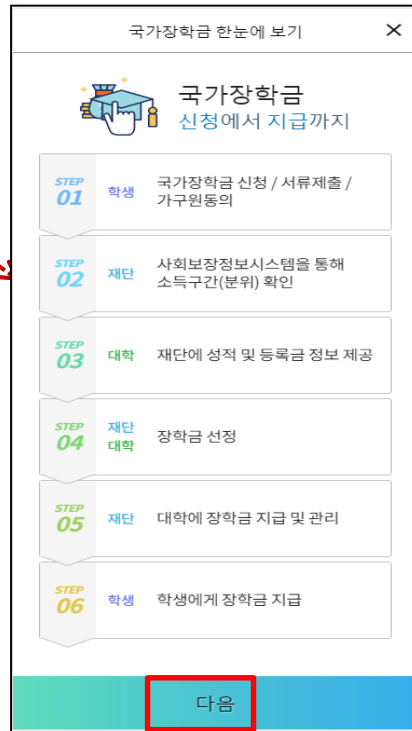 국가장학금 한눈에 보기
국가장학금
신청에서 지급까지
STEP
01
학생
국가장학금 신청 / 서류제출 /
가구원동의
STEP
02
재단
사회보장정보시스템을 통해
소득구간(분위) 확인
STEP
03
대학
재단에 성적 및 등록금 정보 제공
STEP
04
재단
대학
장학금 선정
STEP
05
재단
대학에 장학금 지급 및 관리
STEP
06
학생
학생에게 장학금 지급
다음